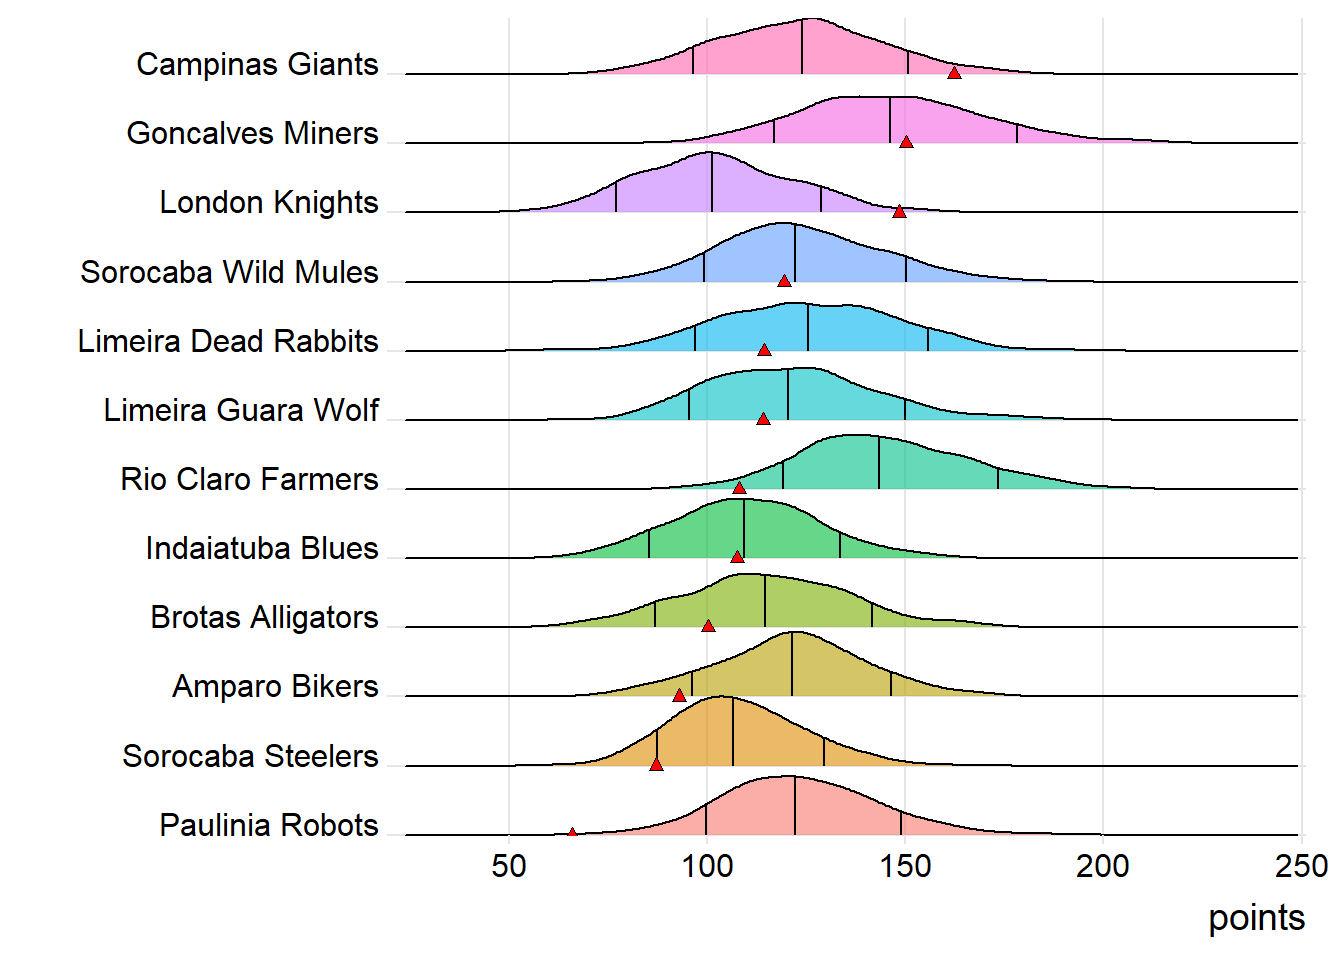 Campinas Giants
Goncalves Miners
London Knights
Sorocaba Wild Mules
Limeira Dead Rabbits
Limeira Guara Wolf
Rio Claro Farmers
Indaiatuba Blues
Brotas Alligators
Amparo Bikers
Sorocaba Steelers
Paulinia Robots
50 100 150 200 250
points